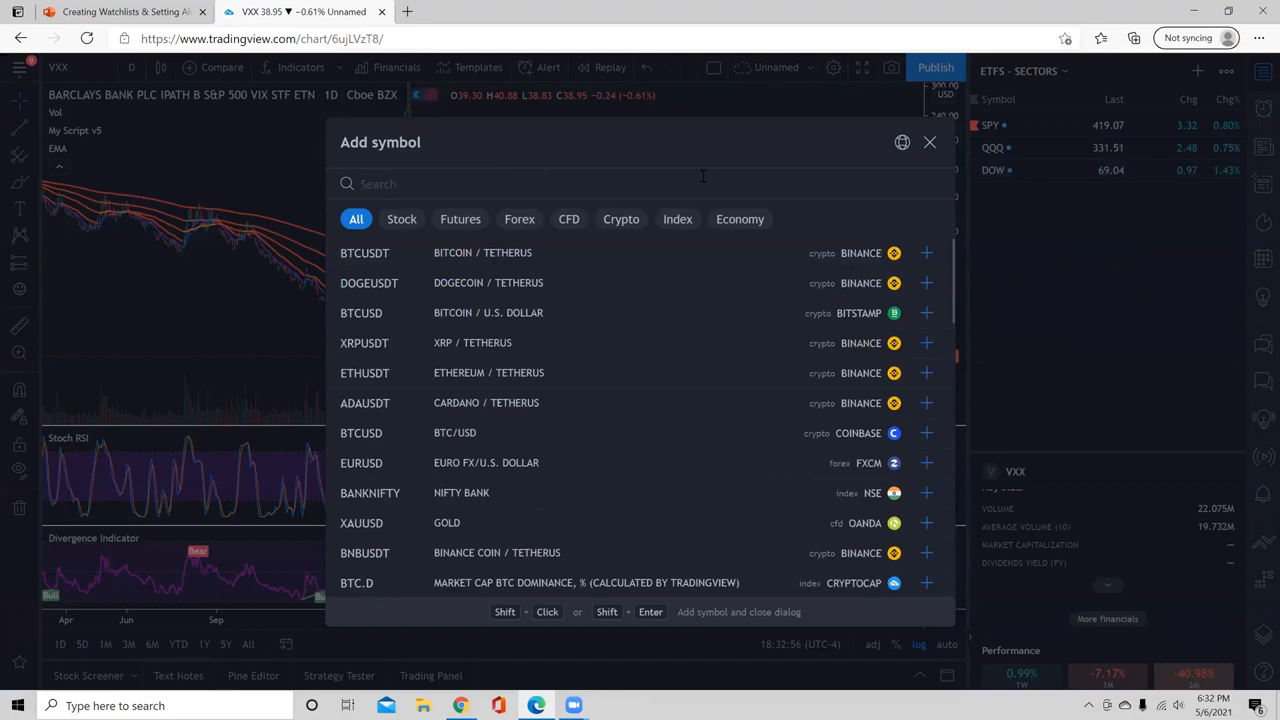 Creating Watchlists & Setting Al
VXX 38.95 ▼ −0.61% Unnamed
https://www.tradingview.com/chart/6ujLVzT8/
Not syncing
9
VXX
D
Compare
Indicators
Financials
Templates
Alert
Replay
Unnamed
Publish
ETFS - SECTORS
BARCLAYS BANK PLC IPATH B S&P 500 VIX STF ETN
1D
Cboe BZX
O39.30 H40.88 L38.83 C38.95 −0.24 (−0.61%)
USD
300.00
240.00
Symbol Last Chg Chg%
Vol
My Script v5
EMA
SPY 419.07 3.32 0.80%
QQQ 331.51 2.48 0.75%
DOW 69.04 0.97 1.43%
Add symbol
Search
All Stock Futures Forex CFD Crypto Index Economy
BTCUSDT BITCOIN / TETHERUS crypto BINANCE
DOGEUSDT DOGECOIN / TETHERUS crypto BINANCE
BTCUSD BITCOIN / U.S. DOLLAR crypto BITSTAMP
XRPUSDT XRP / TETHERUS crypto BINANCE
ETHUSDT ETHEREUM / TETHERUS crypto BINANCE
ADAUSDT CARDANO / TETHERUS crypto BINANCE
BTCUSD BTC/USD crypto COINBASE
EURUSD EURO FX/U.S. DOLLAR forex FXCM
BANKNIFTY NIFTY BANK index NSE
XAUUSD GOLD cfd OANDA
BNBUSDT BINANCE COIN / TETHERUS crypto BINANCE
BTC.D MARKET CAP BTC DOMINANCE, % (CALCULATED BY TRADINGVIEW) index CRYPTOCAP
Shift + Click or Shift + Enter Add symbol and close dialog
Stoch RSI
Divergence Indicator
Bear
Bull
Apr Jun Sep
V VXX
VOLUME 22.075M
AVERAGE VOLUME (10) 19.732M
MARKET CAPITALIZATION —
DIVIDENDS YIELD (FY) —
More financials
Performance
0.99% −7.17% −40.98%
1W 1M 3M
1D 5D 1M 3M 6M YTD 1Y 5Y All
18:32:56 (UTC-4)
adj % log auto
Stock Screener Text Notes Pine Editor Strategy Tester Trading Panel
Type here to search
6:32 PM
5/6/2021
6